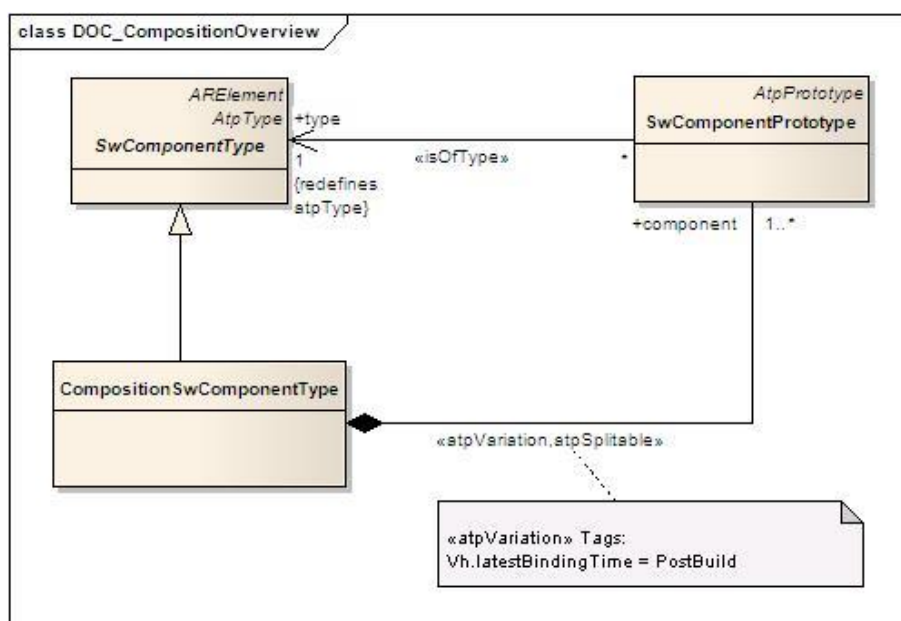 class DOC_CompositionOverview
ARElement
AtpType
SwComponentType
+type
1
{redefines
atpType}
«isOfType»
*
AtpPrototype
SwComponentPrototype
+component
1..*
CompositionSwComponentType
«atpVariation,atpSplitable»
«atpVariation» Tags:
Vh.latestBindingTime = PostBuild